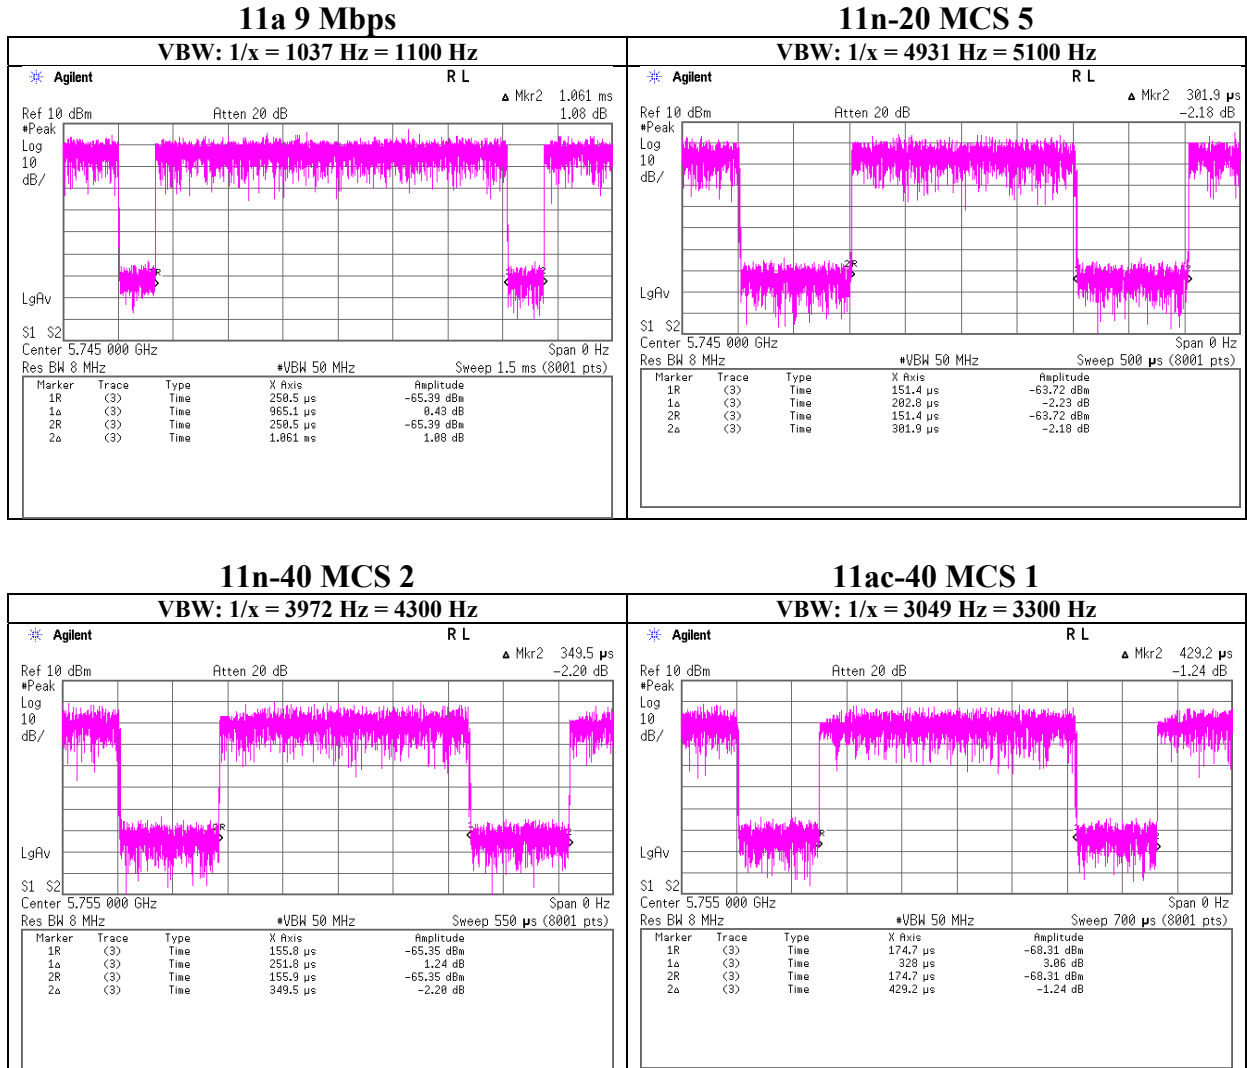 11a 9 Mbps
11n-20 MCS 5
VBW: 1/x = 1037 Hz = 1100 Hz
VBW: 1/x = 4931 Hz = 5100 Hz
Agilent R L
Δ Mkr2 1.061 ms
Ref 10 dBm Atten 20 dB 1.08 dB
#Peak
Log
10
dB/
LgAv
S1 S2
Center 5.745 000 GHz Span 0 Hz
Res BW 8 MHz #VBW 50 MHz Sweep 1.5 ms (8001 pts)
Marker Trace Type X Axis Amplitude
1R (3) Time 250.5 µs -65.39 dBm
1Δ (3) Time 965.1 µs 0.43 dB
2R (3) Time 250.5 µs -65.39 dBm
2Δ (3) Time 1.061 ms 1.08 dB
Agilent R L
Δ Mkr2 301.9 µs
Ref 10 dBm Atten 20 dB -2.18 dB
#Peak
Log
10
dB/
2R
LgAv
S1 S2
Center 5.745 000 GHz Span 0 Hz
Res BW 8 MHz #VBW 50 MHz Sweep 500 µs (8001 pts)
Marker Trace Type X Axis Amplitude
1R (3) Time 151.4 µs -63.72 dBm
1Δ (3) Time 202.8 µs -2.23 dB
2R (3) Time 151.4 µs -63.72 dBm
2Δ (3) Time 301.9 µs -2.18 dB
11n-40 MCS 2
11ac-40 MCS 1
VBW: 1/x = 3972 Hz = 4300 Hz
VBW: 1/x = 3049 Hz = 3300 Hz
Agilent R L
Δ Mkr2 349.5 µs
Ref 10 dBm Atten 20 dB -2.20 dB
#Peak
Log
10
dB/
2R
LgAv
S1 S2
Center 5.755 000 GHz Span 0 Hz
Res BW 8 MHz #VBW 50 MHz Sweep 550 µs (8001 pts)
Marker Trace Type X Axis Amplitude
1R (3) Time 155.8 µs -65.35 dBm
1Δ (3) Time 251.8 µs 1.24 dB
2R (3) Time 155.9 µs -65.35 dBm
2Δ (3) Time 349.5 µs -2.20 dB
Agilent R L
Δ Mkr2 429.2 µs
Ref 10 dBm Atten 20 dB -1.24 dB
#Peak
Log
10
dB/
R
LgAv
S1 S2
Center 5.755 000 GHz Span 0 Hz
Res BW 8 MHz #VBW 50 MHz Sweep 700 µs (8001 pts)
Marker Trace Type X Axis Amplitude
1R (3) Time 174.7 µs -68.31 dBm
1Δ (3) Time 328 µs 3.06 dB
2R (3) Time 174.7 µs -68.31 dBm
2Δ (3) Time 429.2 µs -1.24 dB